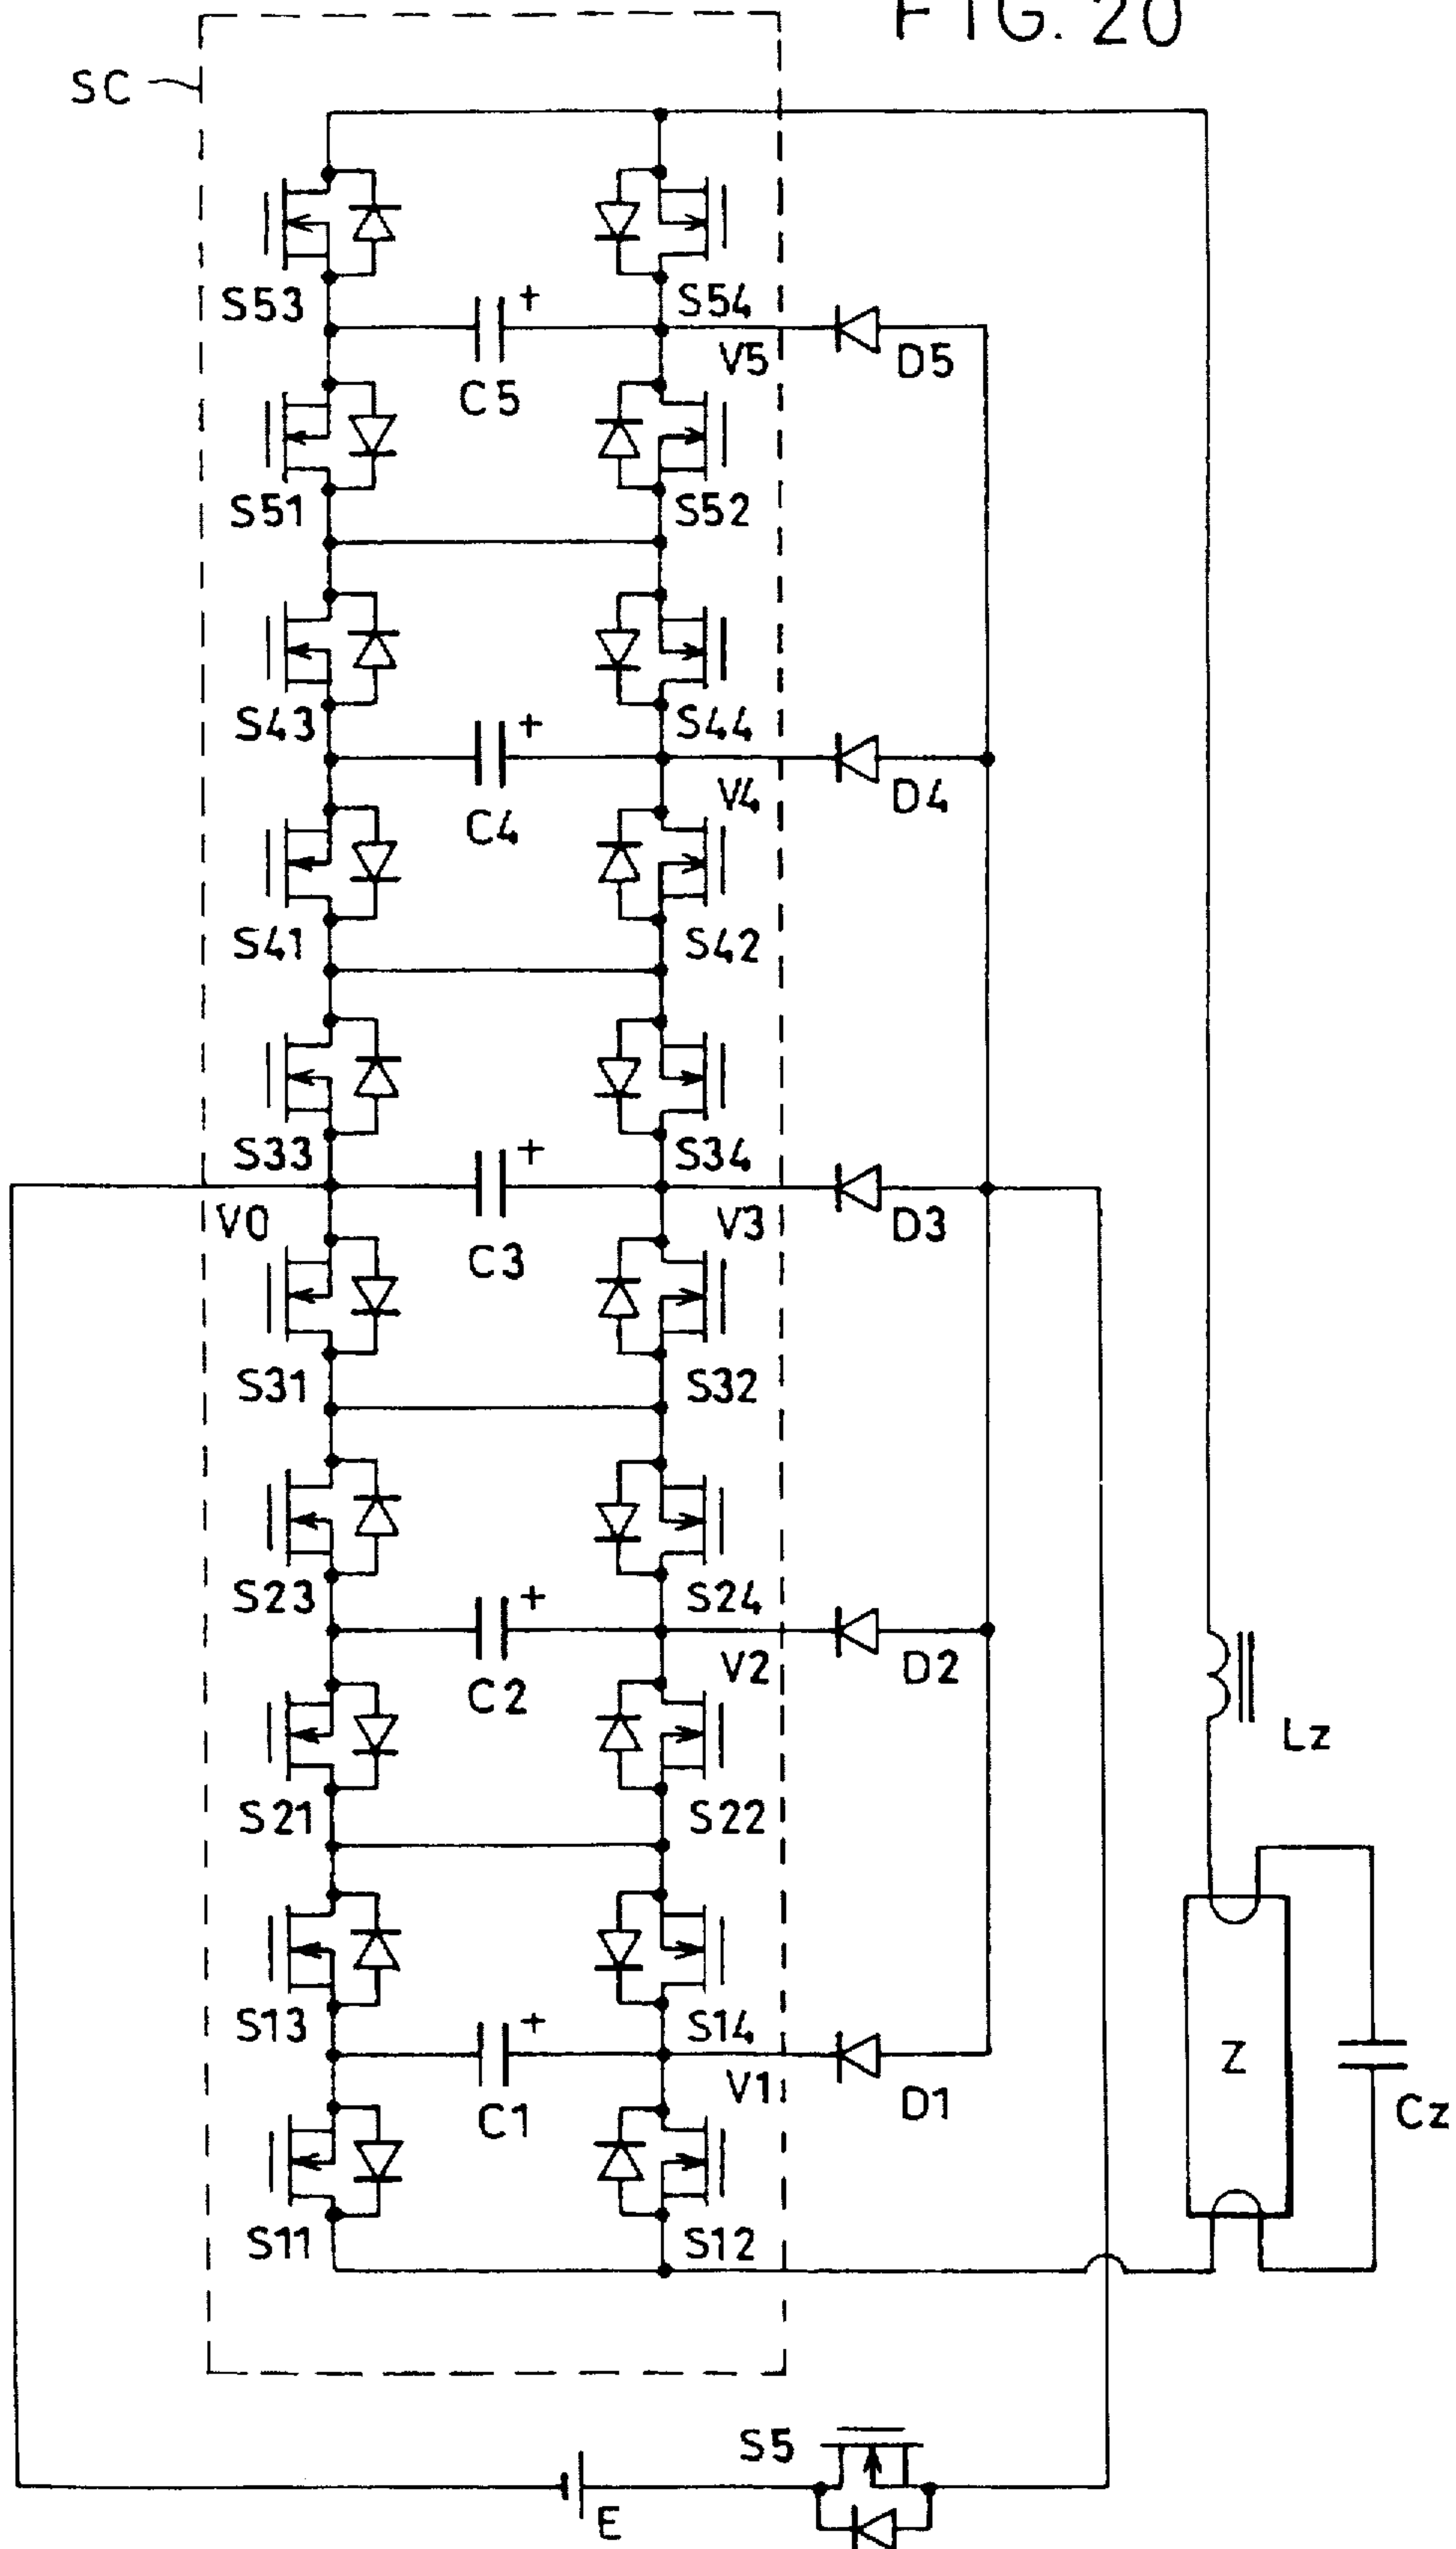 FIG. 20
SC
S53
S54
+
C5
V5
D5
S51
S52
S43
S44
+
C4
V4
D4
S41
S42
S33
S34
+
V0
C3
V3
D3
S31
S32
S23
S24
+
C2
V2
D2
Lz
S21
S22
S13
S14
+
C1
V1
D1
Z
Cz
S11
S12
S5
E